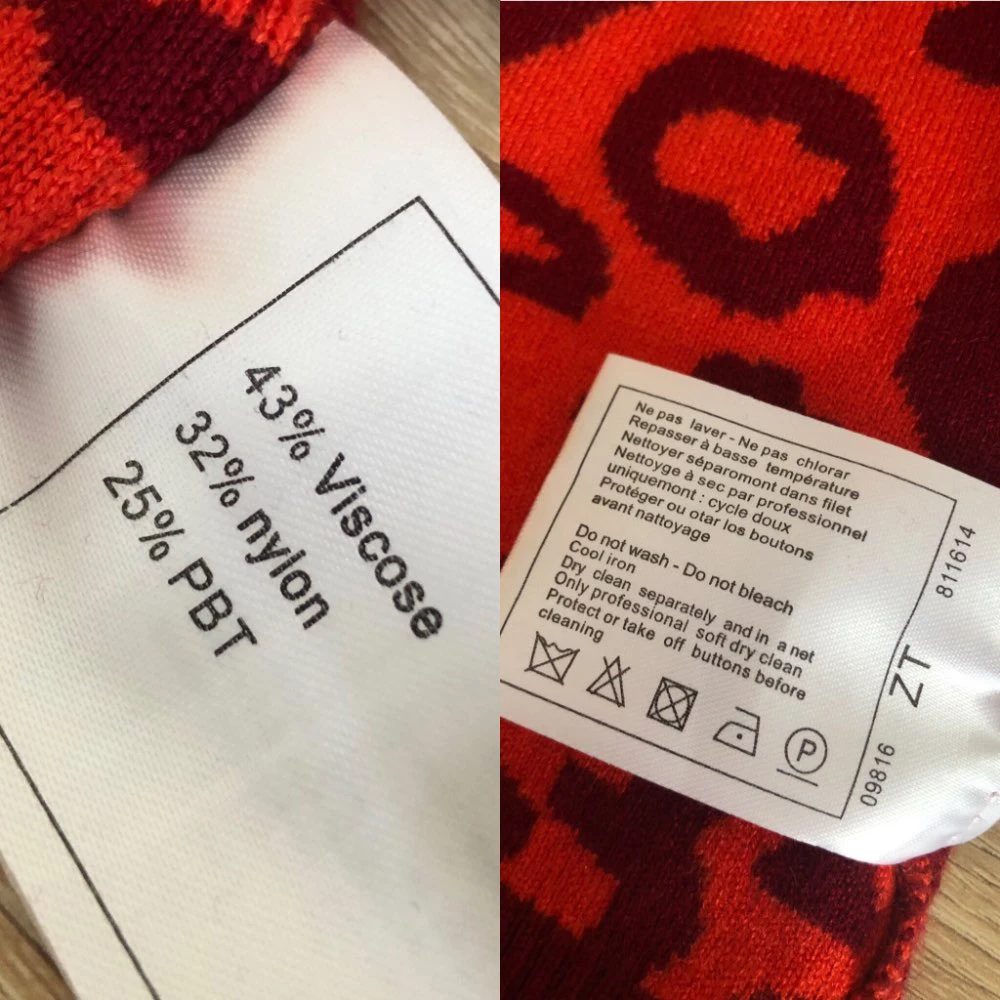 43% Viscose
32% nylon
25% PBT
Ne pas laver - Ne pas chlorar
Repasser à basse température
Nettoyer séparomont dans filet
Nettoyge à sec par professionnel
uniquement : cycle doux
Protéger ou otar los boutons
avant nattoyage
Do not wash - Do not bleach
Cool iron
Dry clean separately and in a net
Only professional soft dry clean
Protect or take off buttons before
cleaning
P
09816 ZT 811614